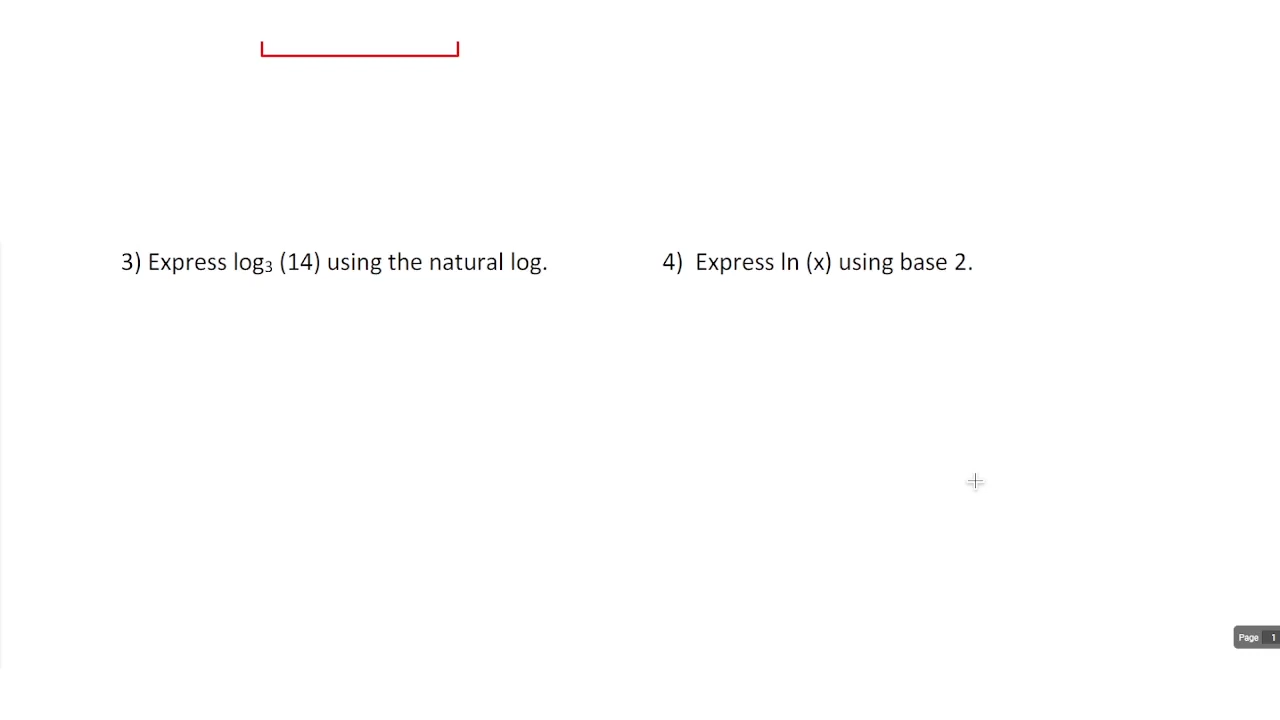 3) Express log₃ (14) using the natural log.
4) Express ln (x) using base 2.
Page 1